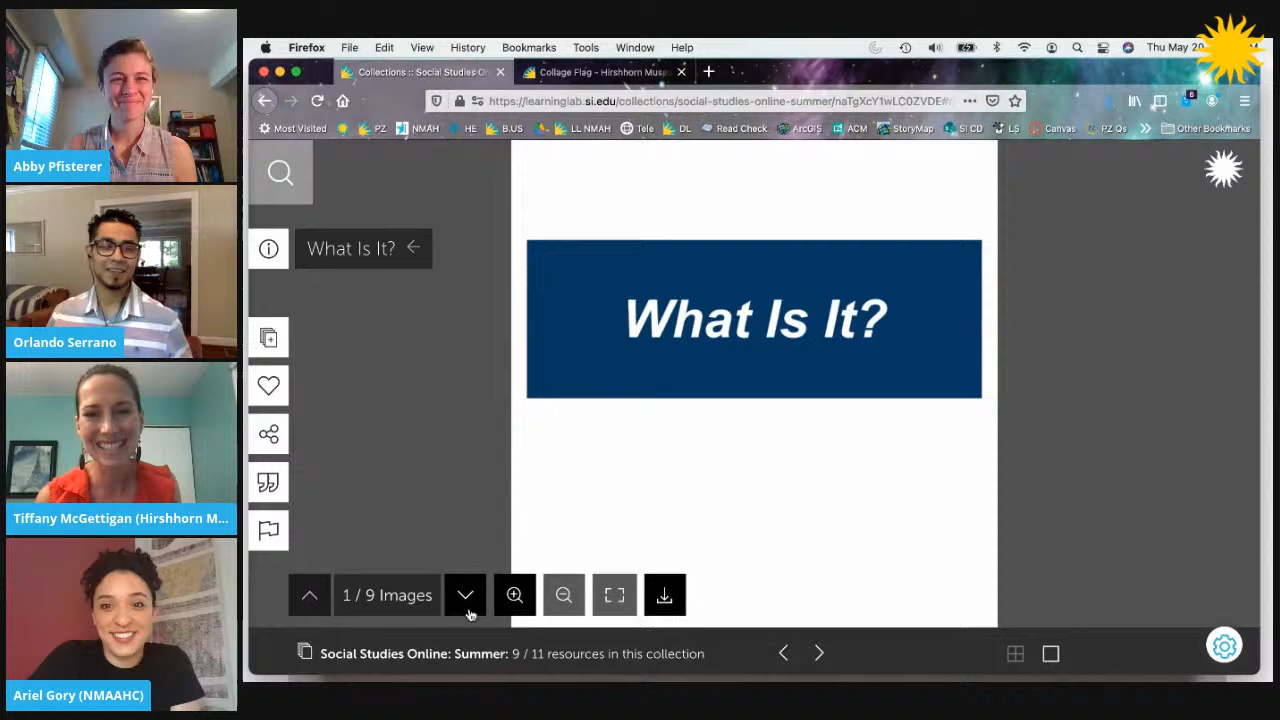 Abby Pfisterer
Orlando Serrano
Tiffany McGettigan (Hirshhorn M...
Ariel Gory (NMAAHC)
Firefox File Edit View History Bookmarks Tools Window Help
Thu May 20
Collections :: Social Studies On
Collage Flag - Hirshhorn Mus
https://learninglab.si.edu/collections/social-studies-online-summer/naTgXcY1wLC0ZVDE#r
Most Visited PZ NMAH HE B.US LL NMAH Tele DL Read Check ArcGIS ACM StoryMap SI CD LS Canvas PZ Qs Other Bookmarks
What Is It?
What Is It?
1 / 9 Images
Social Studies Online: Summer: 9 / 11 resources in this collection